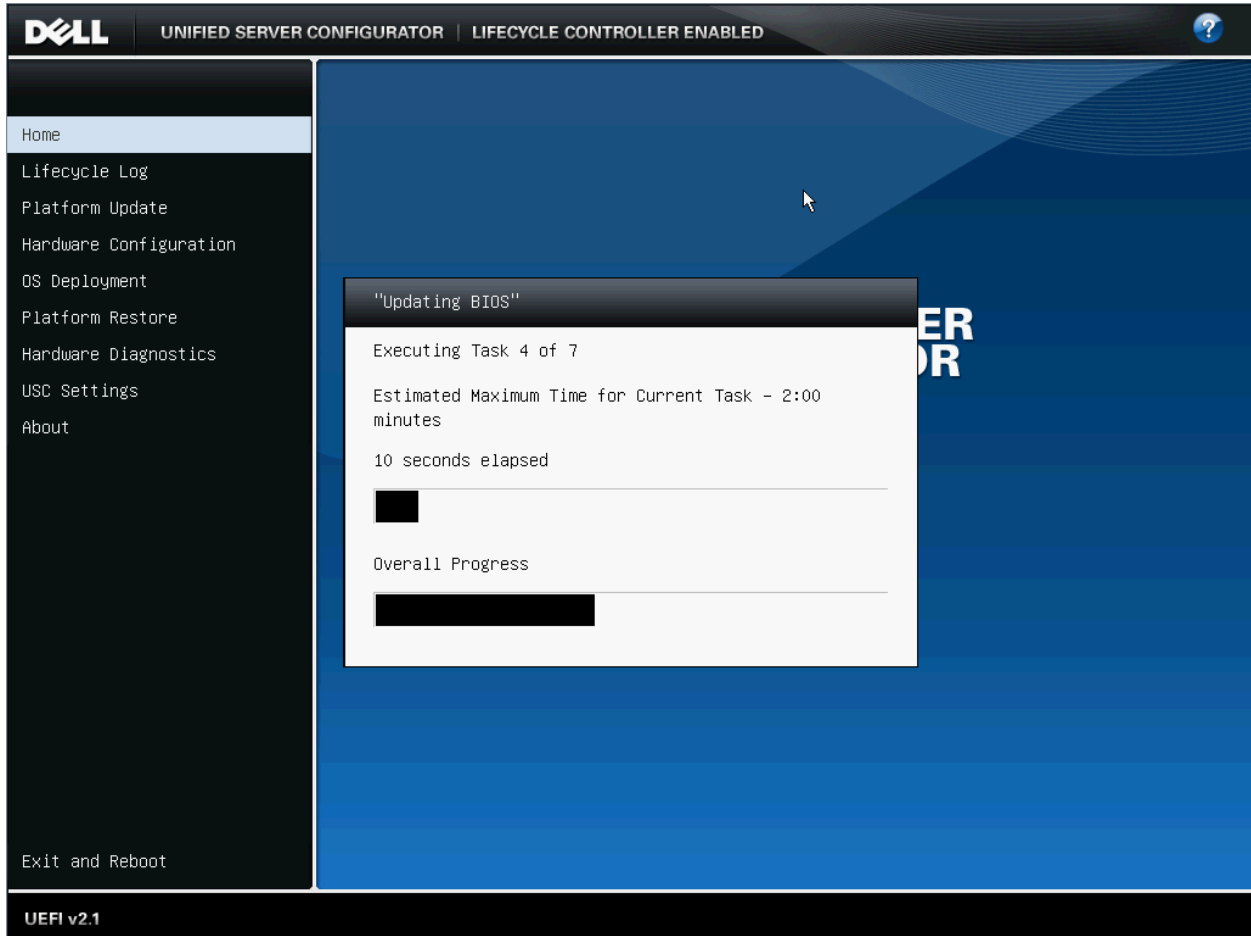 DELL UNIFIED SERVER CONFIGURATOR | LIFECYCLE CONTROLLER ENABLED ?
Home
Lifecycle Log
Platform Update
Hardware Configuration
OS Deployment
Platform Restore
Hardware Diagnostics
USC Settings
About
Exit and Reboot
"Updating BIOS"
Executing Task 4 of 7
Estimated Maximum Time for Current Task - 2:00
minutes
10 seconds elapsed
Overall Progress
ER
OR
UEFI v2.1